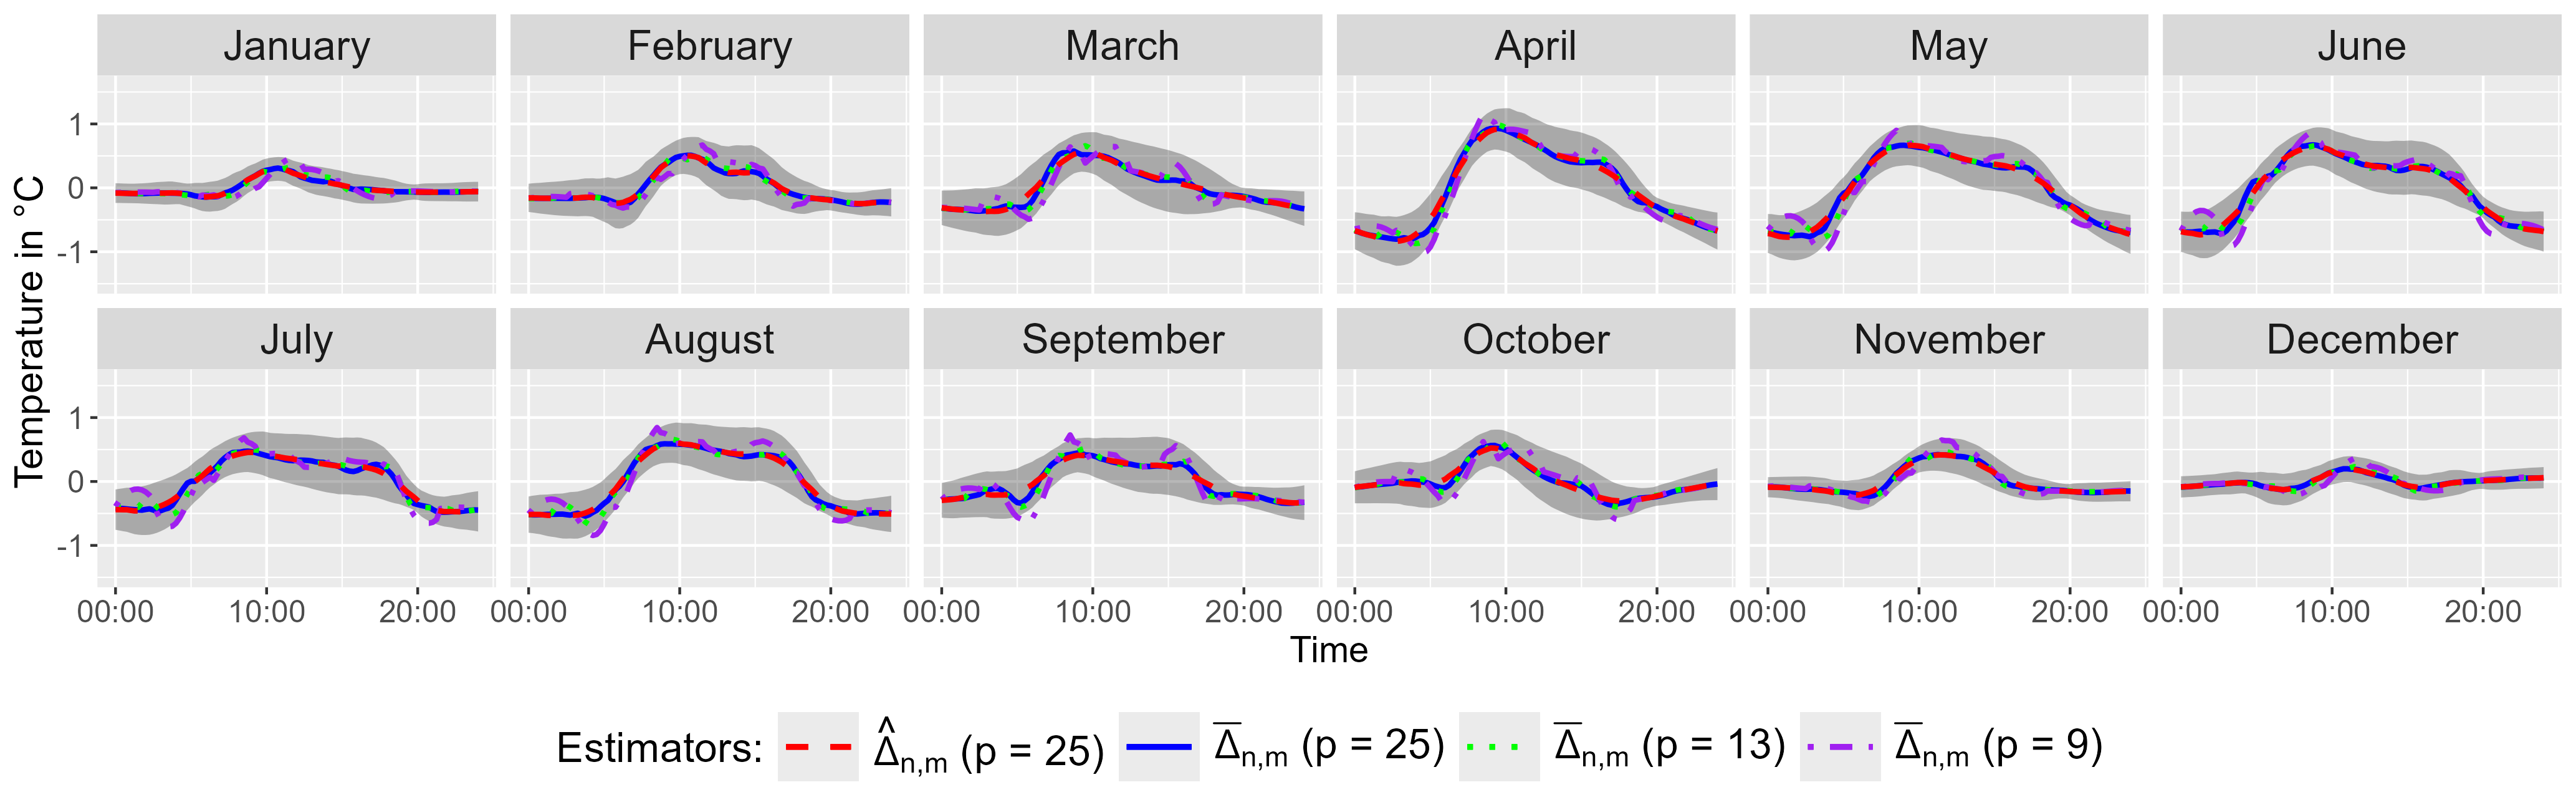 January February March April May June
1
0
-1
Temperature in °C
July August September October November December
1
0
-1
00:00 10:00 20:00 00:00 10:00 20:00 00:00 10:00 20:00 00:00 10:00 20:00 00:00 10:00 20:00 00:00 10:00 20:00
Time
Estimators: Δ̂n,m (p = 25) Δ̅n,m (p = 25) Δ̅n,m (p = 13) Δ̅n,m (p = 9)